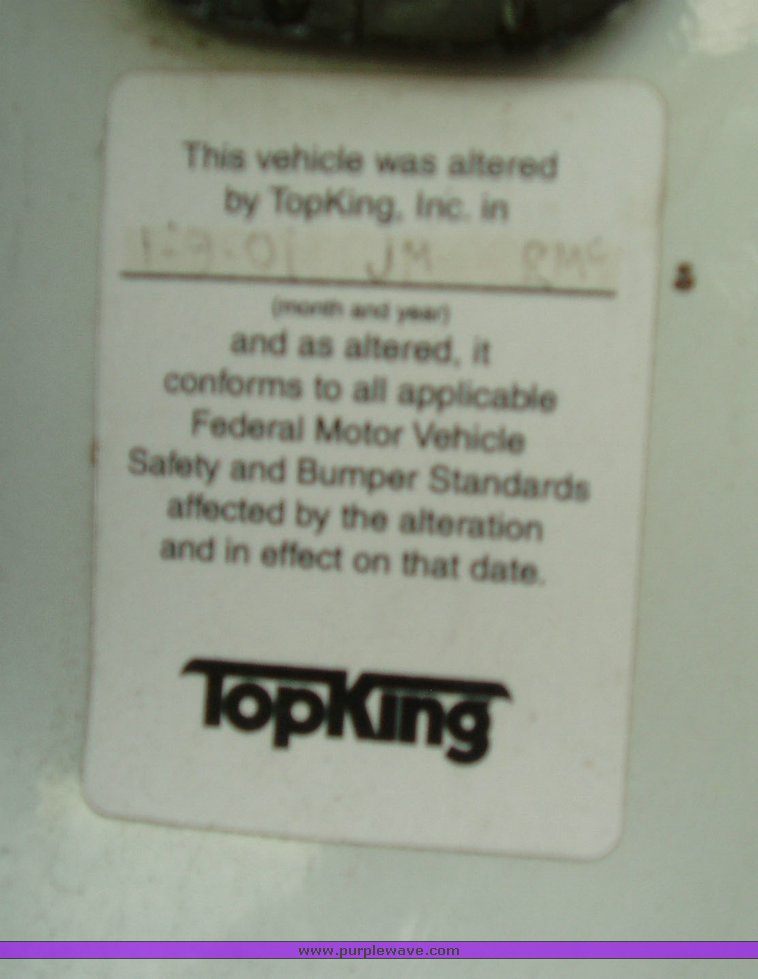 This vehicle was altered
by TopKing, Inc. in
JM
(month and year)
and as altered, it
conforms to all applicable
Federal Motor Vehicle
Safety and Bumper Standards
affected by the alteration
and in effect on that date.
TopKing
www.purplewave.com